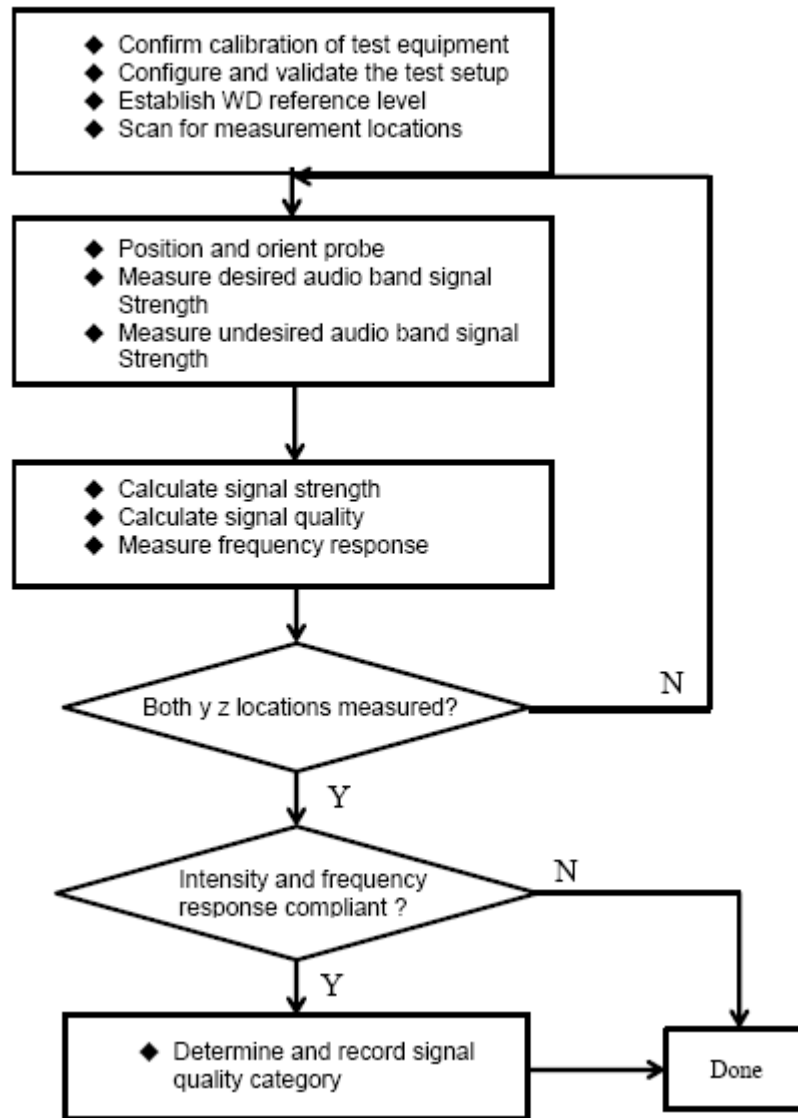 ◆ Confirm calibration of test equipment
◆ Configure and validate the test setup
◆ Establish WD reference level
◆ Scan for measurement locations
◆ Position and orient probe
◆ Measure desired audio band signal
Strength
◆ Measure undesired audio band signal
Strength
◆ Calculate signal strength
◆ Calculate signal quality
◆ Measure frequency response
Both y z locations measured?
N
Y
Intensity and frequency
response compliant ?
N
Y
◆ Determine and record signal
quality category
Done